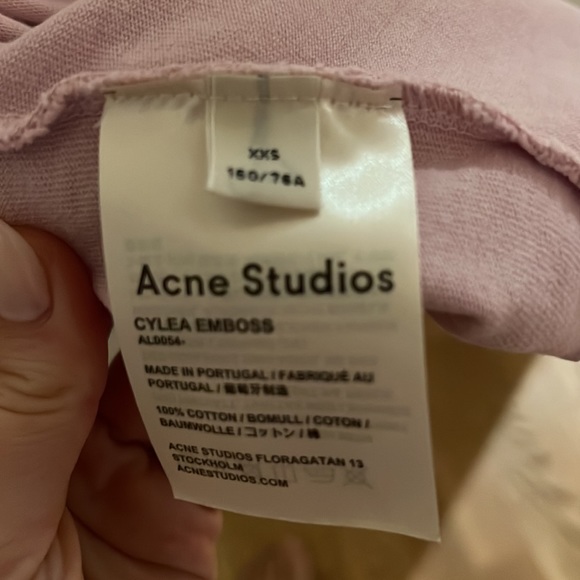 XXS
160/76A
Acne Studios
CYLEA EMBOSS
AL0054-
MADE IN PORTUGAL / FABRIQUÉ AU
PORTUGAL / 葡萄牙制造
100% COTTON / BOMULL / COTON /
BAUMWOLLE / コットン / 棉
ACNE STUDIOS FLORAGATAN 13
STOCKHOLM
ACNESTUDIOS.COM